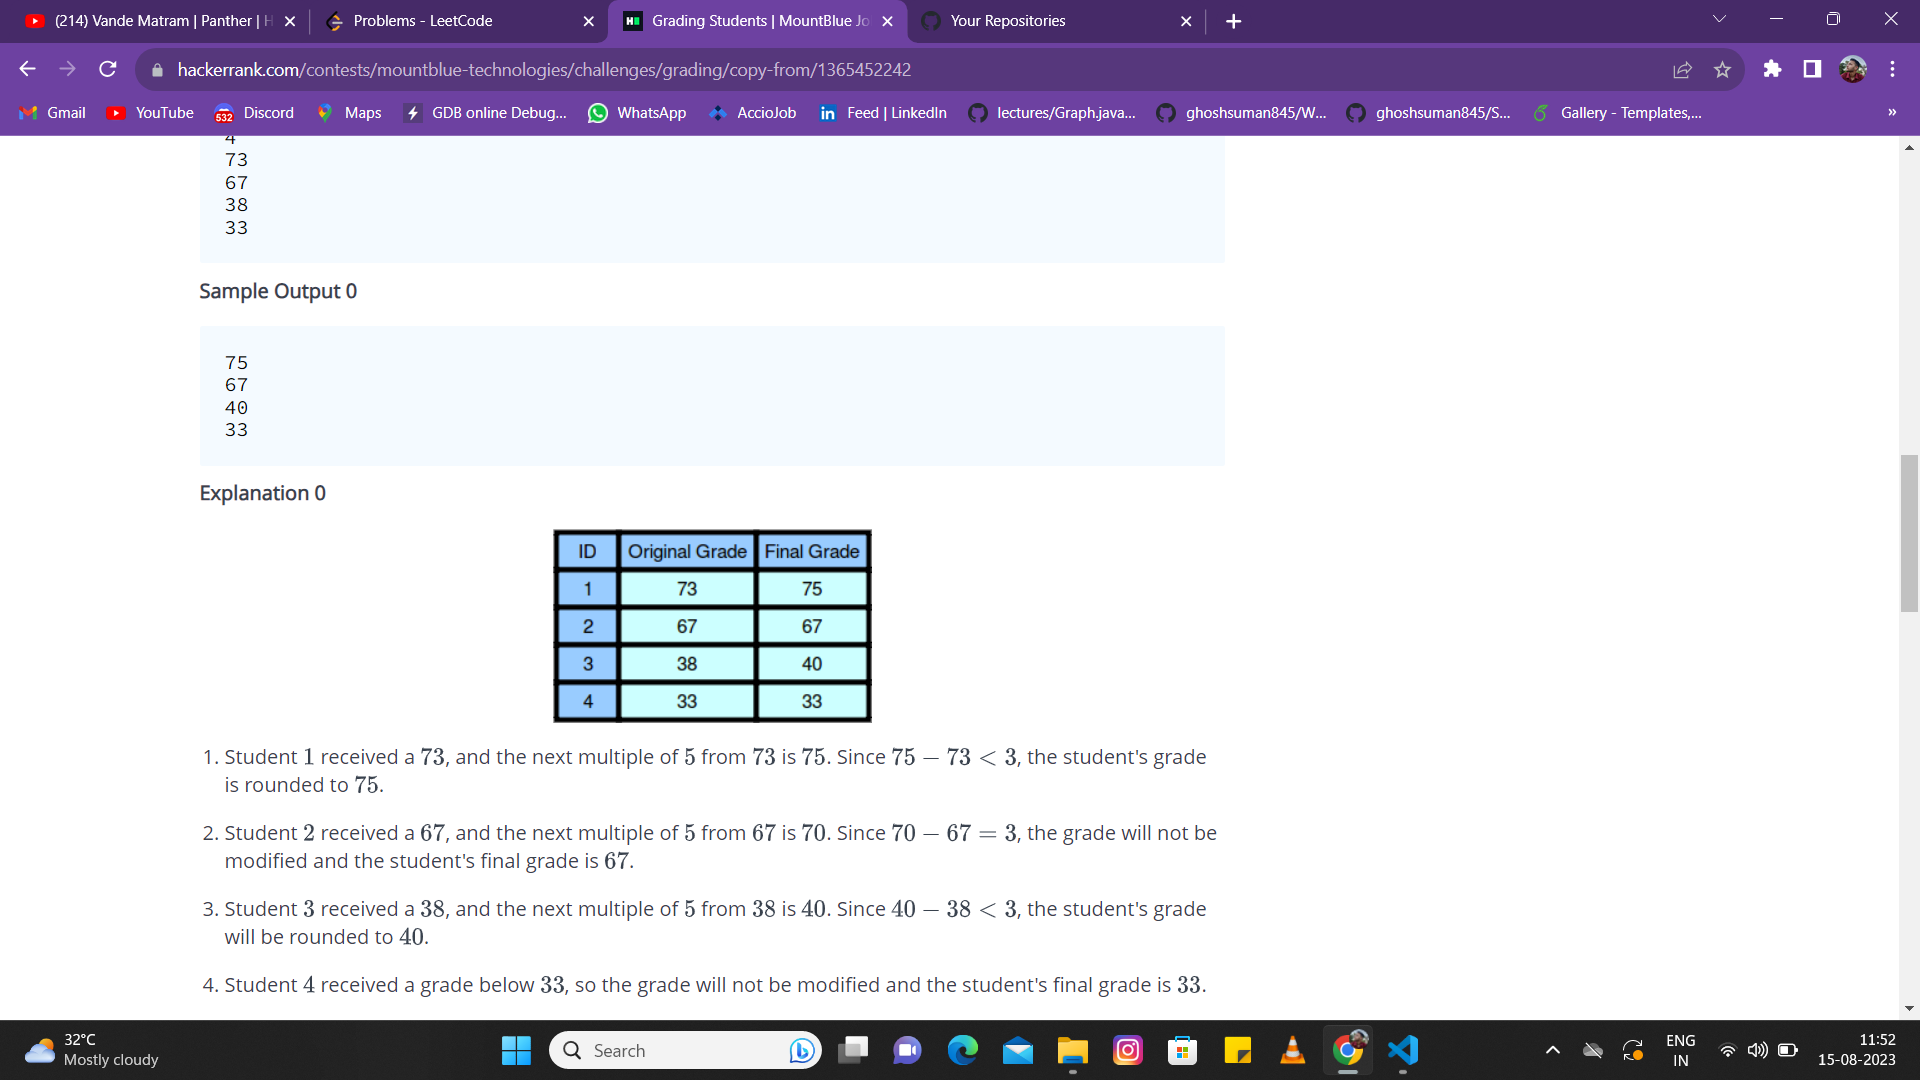 (214) Vande Matram | Panther | H
Problems - LeetCode
Grading Students | MountBlue Jo
Your Repositories
hackerrank.com/contests/mountblue-technologies/challenges/grading/copy-from/1365452242
Gmail
YouTube
532
Discord
Maps
GDB online Debug...
WhatsApp
AccioJob
Feed | LinkedIn
lectures/Graph.java...
ghoshsuman845/W...
ghoshsuman845/S...
Gallery - Templates,...
»
4
73
67
38
33
Sample Output 0
75
67
40
33
Explanation 0
ID Original Grade Final Grade
1 73 75
2 67 67
3 38 40
4 33 33
1. Student 1 received a 73, and the next multiple of 5 from 73 is 75. Since 75 − 73 < 3, the student's grade
is rounded to 75.
2. Student 2 received a 67, and the next multiple of 5 from 67 is 70. Since 70 − 67 = 3, the grade will not be
modified and the student's final grade is 67.
3. Student 3 received a 38, and the next multiple of 5 from 38 is 40. Since 40 − 38 < 3, the student's grade
will be rounded to 40.
4. Student 4 received a grade below 33, so the grade will not be modified and the student's final grade is 33.
32°C
Mostly cloudy
Search
ENG
IN
11:52
15-08-2023